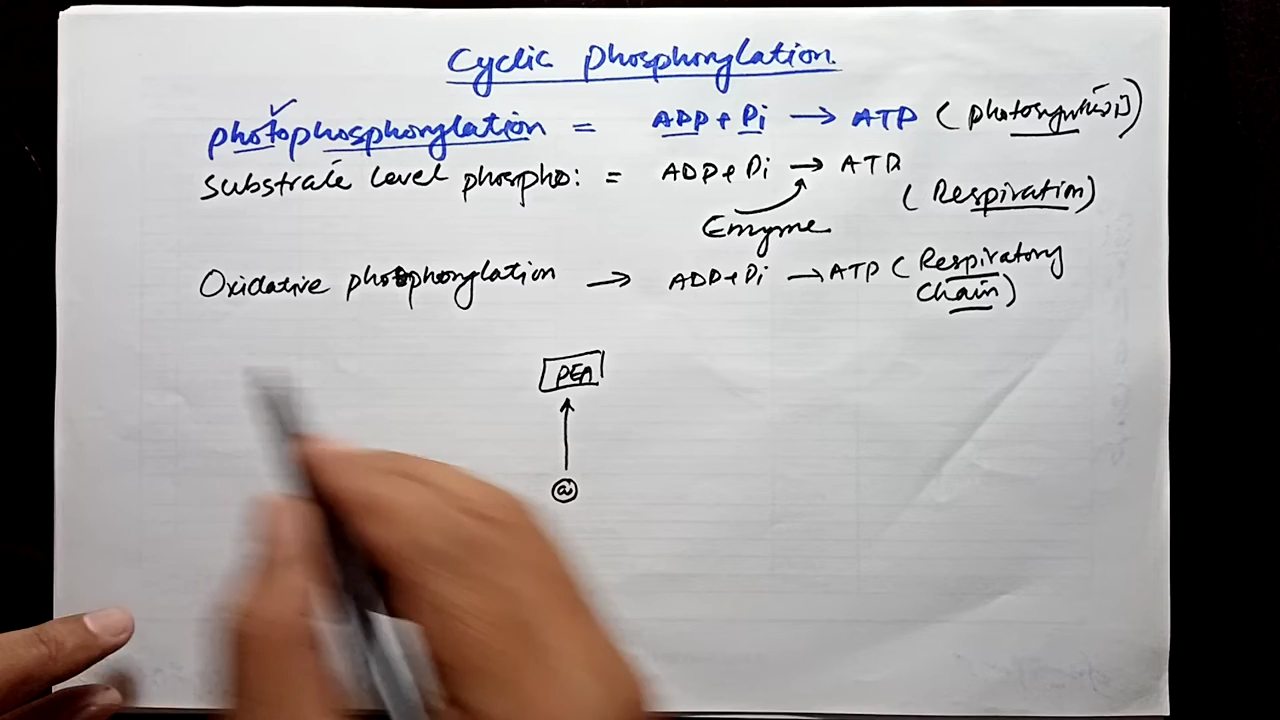 Cyclic phosphorylation.
photophosphorylation = ADP + Pi → ATP (photosynthesis)
Substrate level phospho: = ADP + Pi → ATP
(Respiration)
Enzyme
Oxidative phosphorylation → ADP + Pi → ATP (Respiratory
Chain)
PEA
a